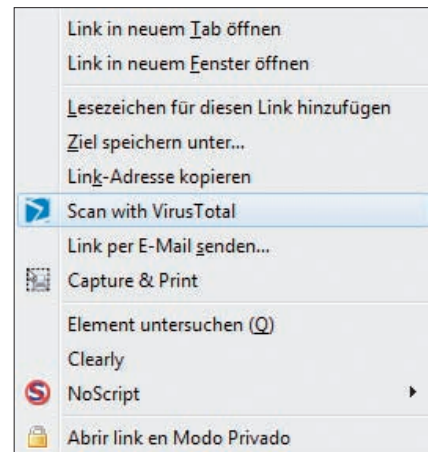 Link in neuem Tab öffnen
Link in neuem Fenster öffnen
Lesezeichen für diesen Link hinzufügen
Ziel speichern unter...
Link-Adresse kopieren
Scan with VirusTotal
Link per E-Mail senden...
Capture & Print
Element untersuchen (Q)
Clearly
NoScript
Abrir link en Modo Privado